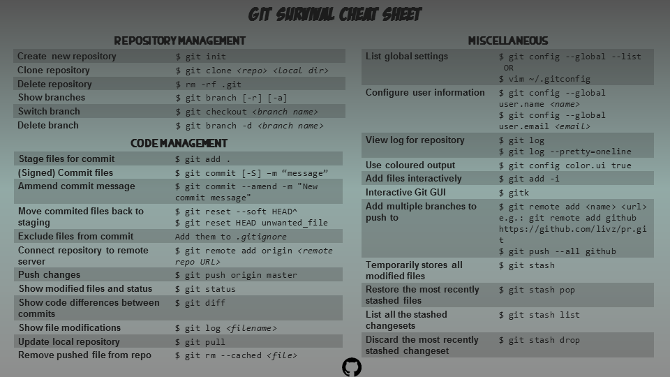 GIT SURVIVAL CHEAT SHEET
REPOSITORY MANAGEMENT
Create new repository $ git init
Clone repository $ git clone <repo> <local dir>
Delete repository $ rm -rf .git
Show branches $ git branch [-r] [-a]
Switch branch $ git checkout <branch name>
Delete branch $ git branch -d <branch name>
CODE MANAGEMENT
Stage files for commit $ git add .
(Signed) Commit files $ git commit [-S] -m "message"
Ammend commit message $ git commit --amend -m "New
commit message"
Move commited files back to $ git reset --soft HEAD^
staging $ git reset HEAD unwanted_file
Exclude files from commit Add them to .gitignore
Connect repository to remote $ git remote add origin <remote
server repo URL>
Push changes $ git push origin master
Show modified files and status $ git status
Show code differences between $ git diff
commits
Show file modifications $ git log <filename>
Update local repository $ git pull
Remove pushed file from repo $ git rm --cached <file>
MISCELLANEOUS
List global settings $ git config --global --list
OR
$ vim ~/.gitconfig
Configure user information $ git config --global
user.name <name>
$ git config --global
user.email <email>
View log for repository $ git log
$ git log --pretty=oneline
Use coloured output $ git config color.ui true
Add files interactively $ git add -i
Interactive Git GUI $ gitk
Add multiple branches to $ git remote add <name> <url>
push to e.g.: git remote add github
https://github.com/livz/pr.gi
t
$ git push --all github
Temporarily stores all $ git stash
modified files
Restore the most recently $ git stash pop
stashed files
List all the stashed $ git stash list
changesets
Discard the most recently $ git stash drop
stashed changeset